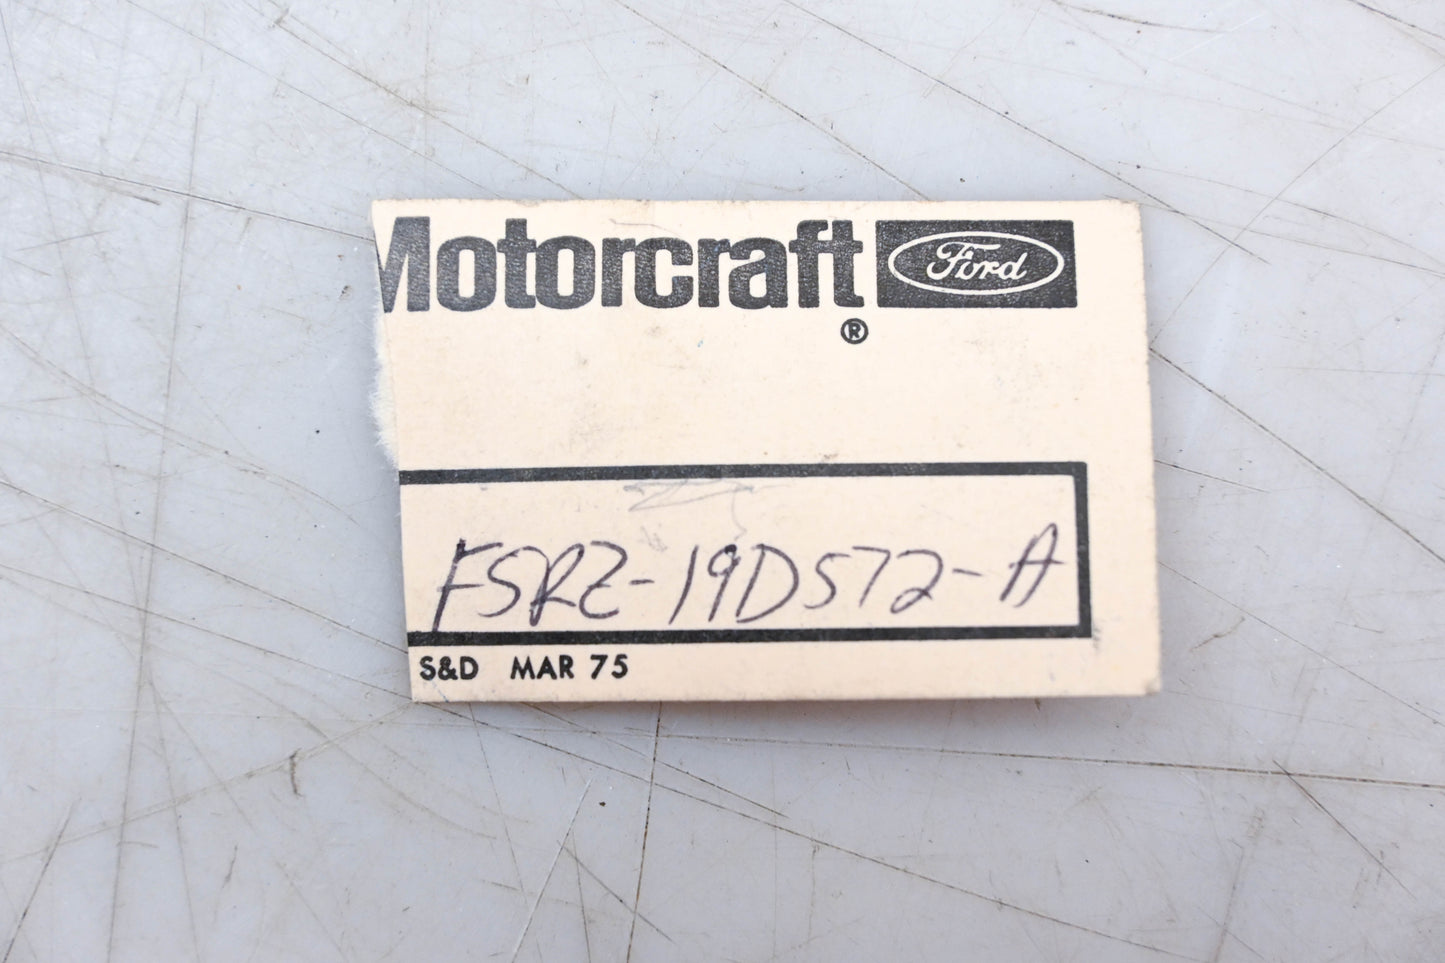 Motorcraft Ford
®
F5RZ-19D572-A
S&D MAR 75